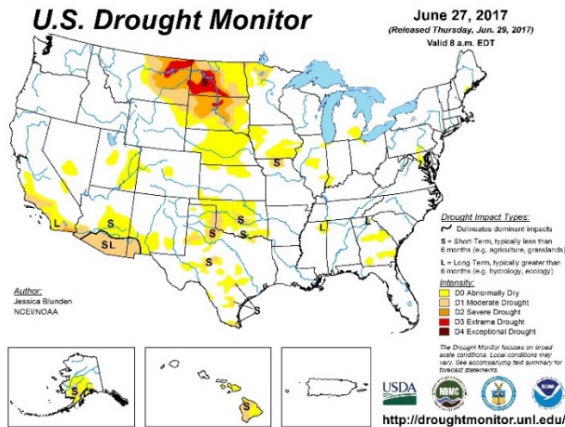 U.S. Drought Monitor
June 27, 2017
(Released Thursday, Jun. 29, 2017)
Valid 8 a.m. EDT
S
S
L
S
S L
S
S
S
S
S
L
L
Drought Impact Types:
Delineates dominant impacts
S = Short-Term, typically less than
6 months (e.g. agriculture, grasslands)
L = Long-Term, typically greater than
6 months (e.g. hydrology, ecology)
Intensity:
D0 Abnormally Dry
D1 Moderate Drought
D2 Severe Drought
D3 Extreme Drought
D4 Exceptional Drought
Author:
Jessica Blunden
NCEI/NOAA
The Drought Monitor focuses on broad
scale conditions. Local conditions may
vary. See accompanying text summary for
forecast statements.
S
S
USDA
NDMC
http://droughtmonitor.unl.edu/